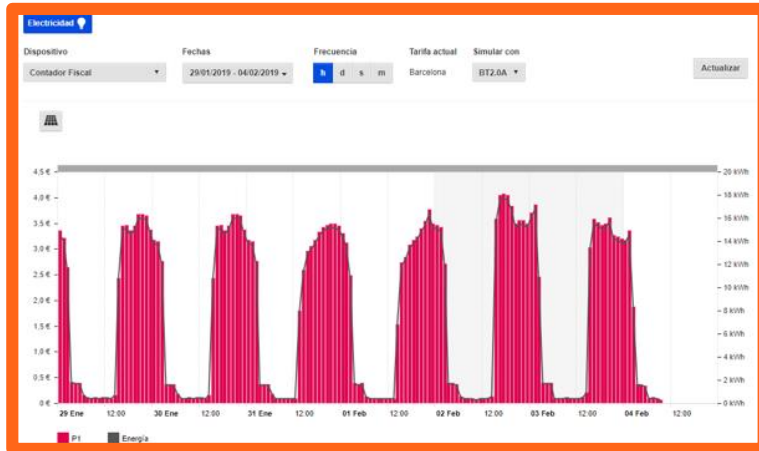 Electricidad
Dispositivo Fechas Frecuencia Tarifa actual Simular con
Contador Fiscal 29/01/2019 - 04/02/2019 h d s m Barcelona BT2.0A Actualizar
4,5 € 20 kWh
4,0 € 18 kWh
3,5 € 16 kWh
3,0 € 14 kWh
2,5 € 12 kWh
2,0 € 10 kWh
1,5 € 8 kWh
1,0 € 6 kWh
0,5 € 2 kWh
0 € 0 kWh
29 Ene 12:00 30 Ene 12:00 31 Ene 12:00 01 Feb 12:00 02 Feb 12:00 03 Feb 12:00 04 Feb 12:00
P1 Energía